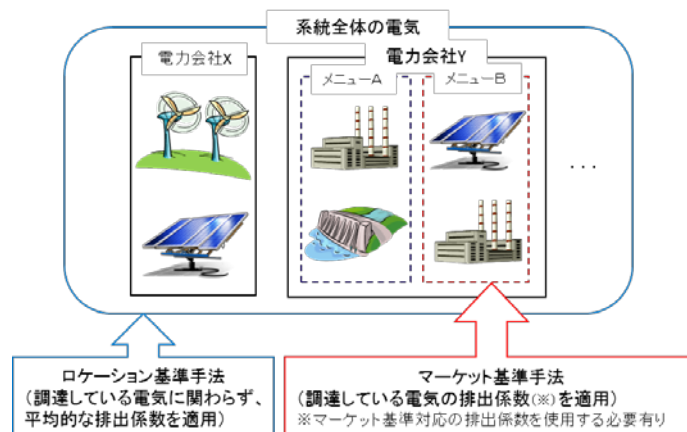 系統全体の電気
電力会社X
電力会社Y
メニューA
メニューB
...
ロケーション基準手法
(調達している電気に関わらず、
平均的な排出係数を適用)
マーケット基準手法
(調達している電気の排出係数(※)を適用)
※マーケット基準対応の排出係数を使用する必要有り